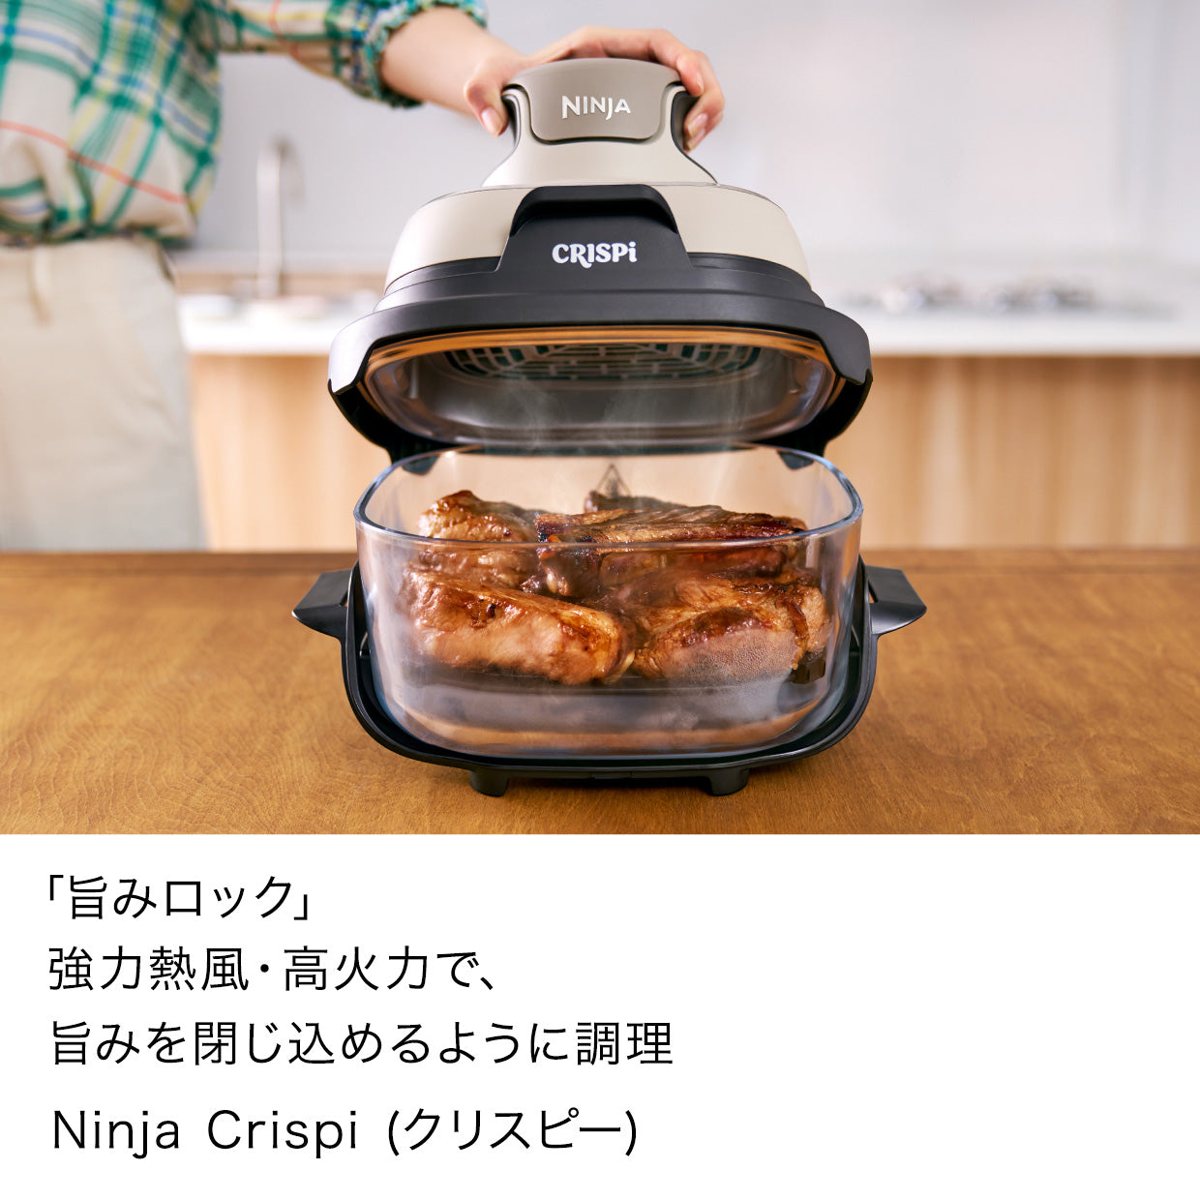 NINJA
CRISPi
「旨みロック」
強力熱風・高火力で、
旨みを閉じ込めるように調理
Ninja Crispi (クリスピー)